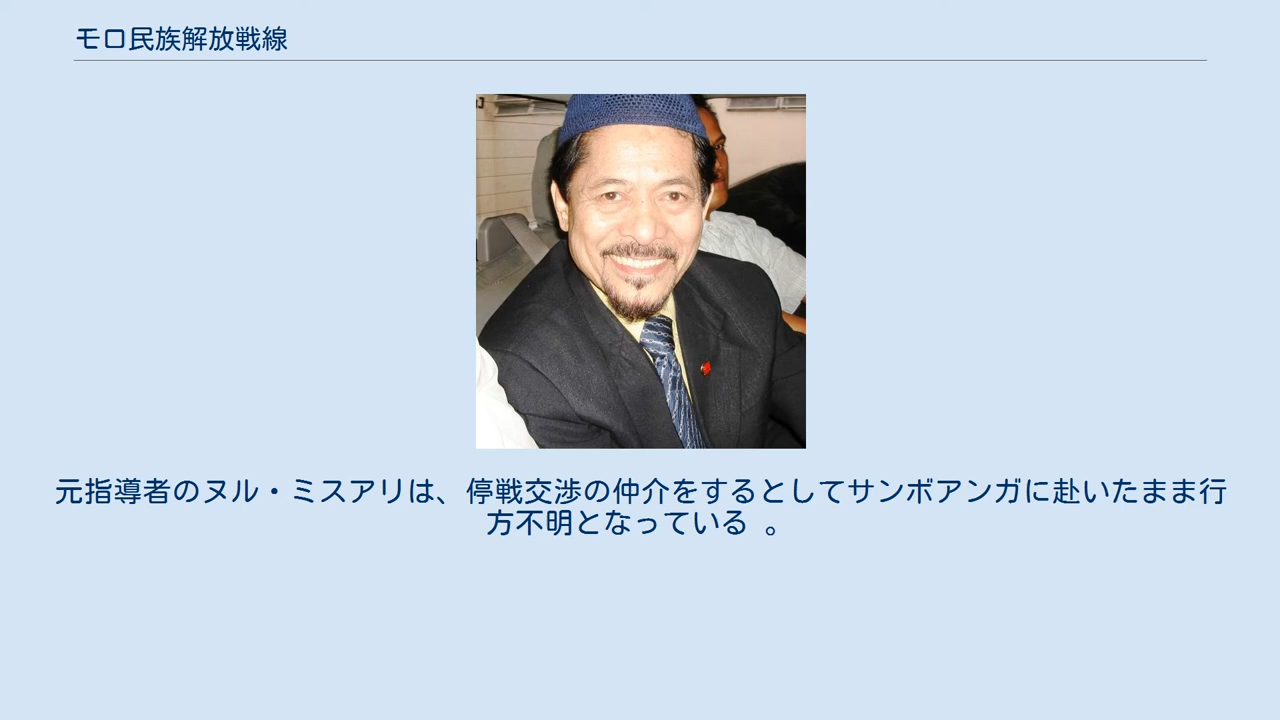 モロ民族解放戦線
元指導者のヌル・ミスアリは、停戦交渉の仲介をするとしてサンボアンガに赴いたまま行
方不明となっている 。